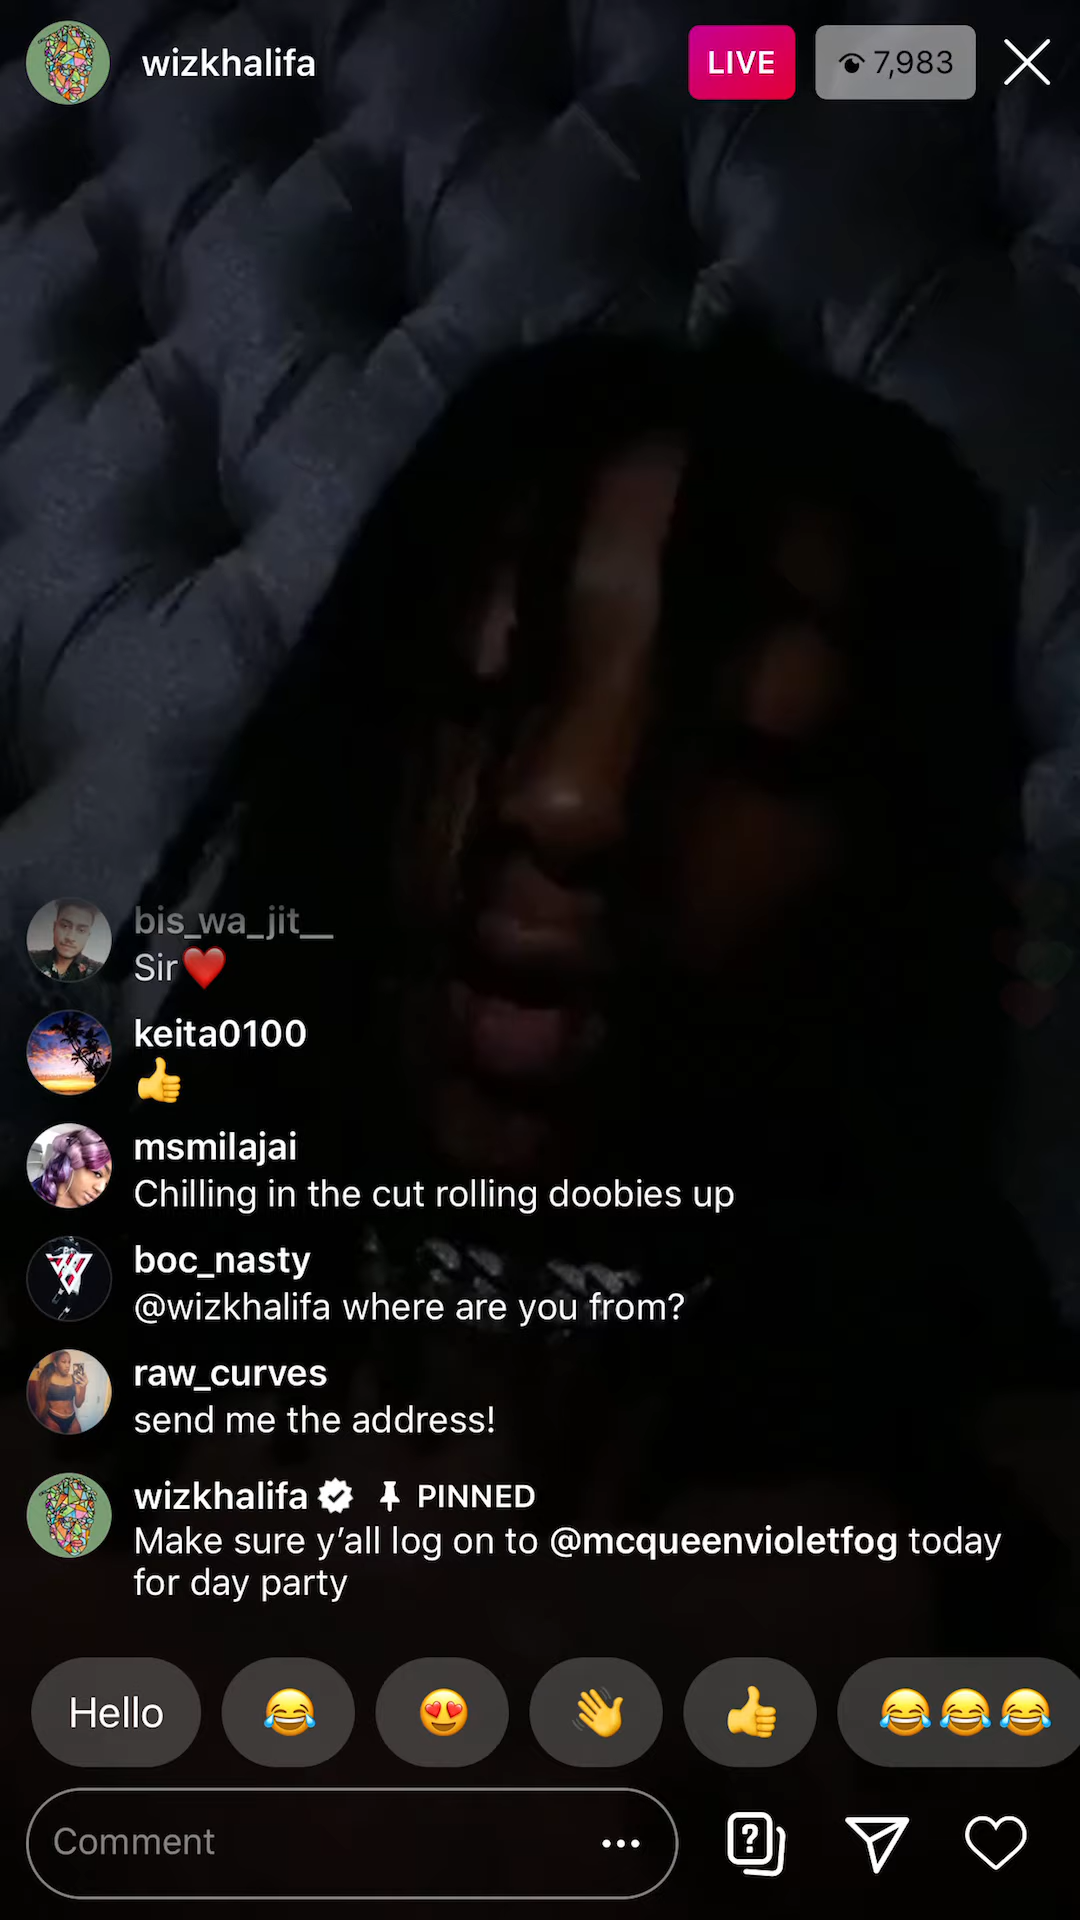 wizkhalifa
LIVE
7,983
bis_wa_jit__
Sir❤️
keita0100
👍
msmilajai
Chilling in the cut rolling doobies up
boc_nasty
@wizkhalifa where are you from?
raw_curves
send me the address!
wizkhalifa PINNED
Make sure y’all log on to @mcqueenvioletfog today
for day party
Hello 😂 😍 👋 👍 😂😂😂
Comment